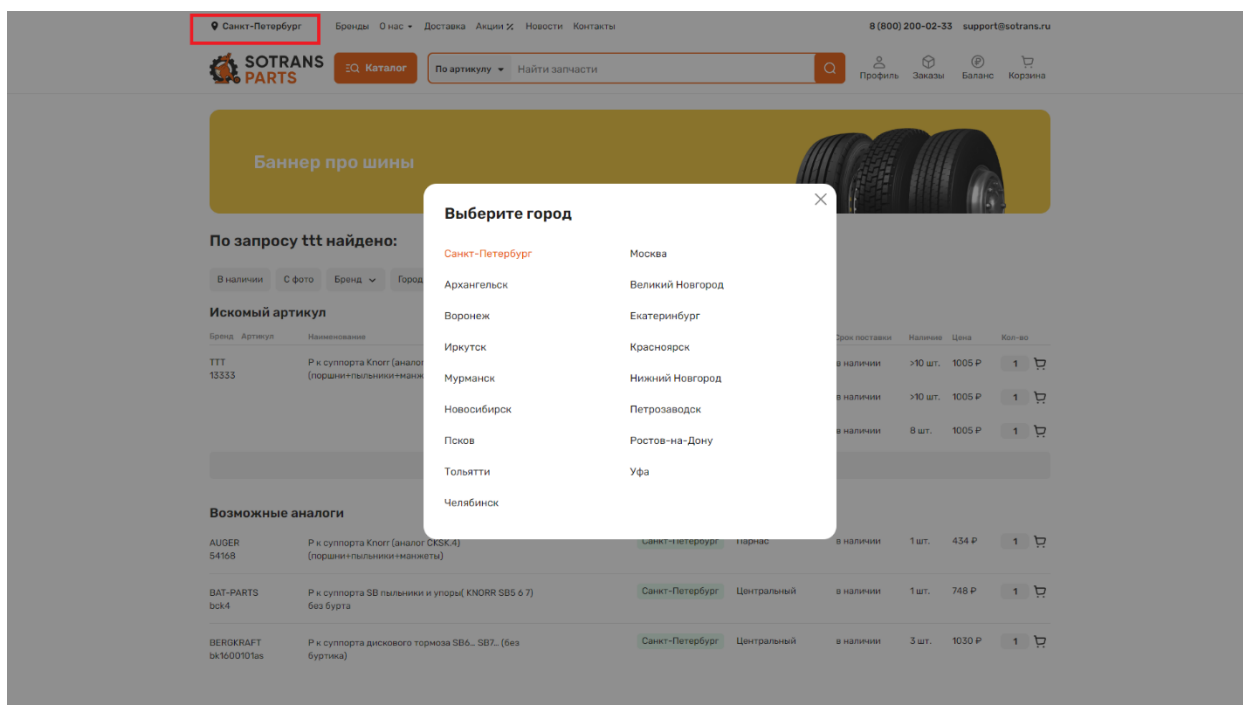 Санкт-Петербург Бренды О нас Доставка Акции Новости Контакты 8 (800) 200-02-33 support@sotrans.ru
SOTRANS PARTS
Каталог По артикулу Найти запчасти
Профиль Заказы Баланс Корзина
Баннер про шины
Выберите город
Санкт-Петербург Москва
Архангельск Великий Новгород
Воронеж Екатеринбург
Иркутск Красноярск
Мурманск Нижний Новгород
Новосибирск Петрозаводск
Псков Ростов-на-Дону
Тольятти Уфа
Челябинск
По запросу ttt найдено:
В наличии С фото Бренд Город
Искомый артикул
Бренд Артикул Наименование Срок поставки Наличие Цена Кол-во
ТТТ Р к суппорта Knorr (аналог в наличии >10 шт. 1005 ₽ 1
13333 (поршни+пыльники+манж
в наличии >10 шт. 1005 ₽ 1
в наличии 8 шт. 1005 ₽ 1
Возможные аналоги
AUGER Р к суппорта Knorr (аналог CKSK.4) Санкт-Петербург Парнас в наличии 1 шт. 434 ₽ 1
54168 (поршни+пыльники+манжеты)
BAT-PARTS Р к суппорта SB пыльники и упоры( KNORR SB5 6 7) Санкт-Петербург Центральный в наличии 1 шт. 748 ₽ 1
bck4 без бурта
BERGKRAFT Р к суппорта дискового тормоза SB6... SB7... (без Санкт-Петербург Центральный в наличии 3 шт. 1030 ₽ 1
bk1600101as буртика)